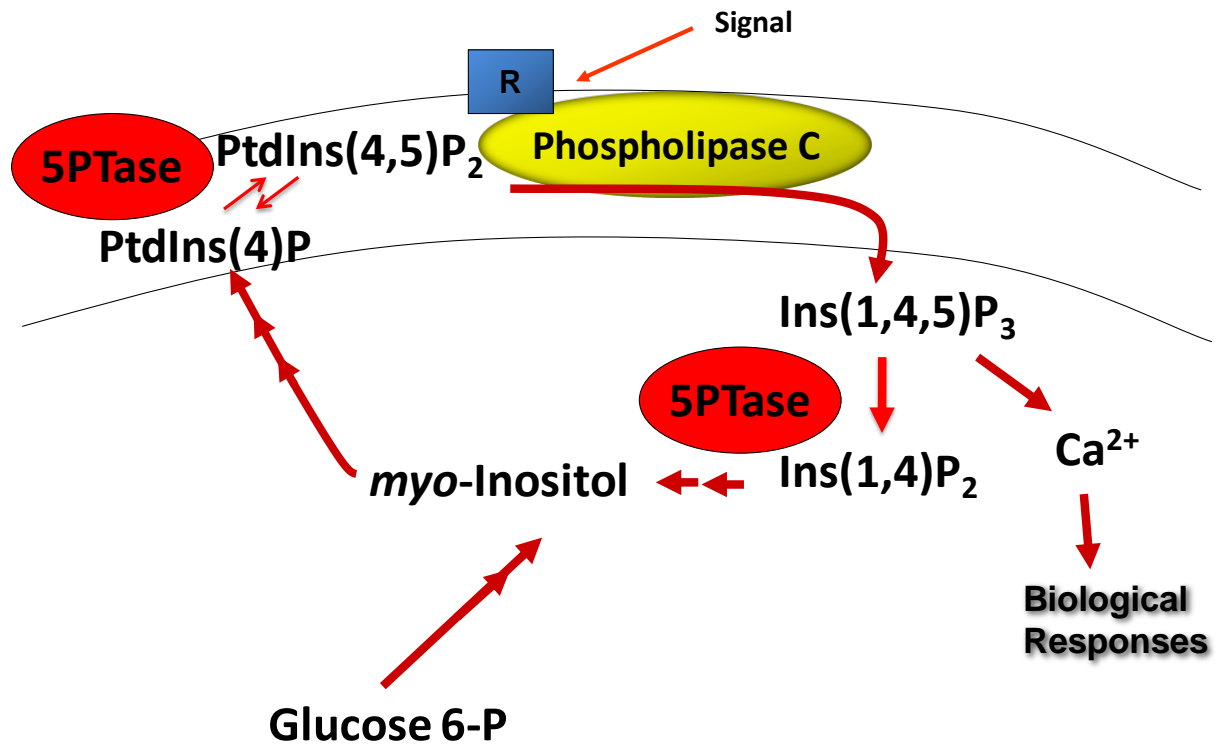 Signal
R
5PTase
PtdIns(4,5)P₂
Phospholipase C
PtdIns(4)P
Ins(1,4,5)P₃
5PTase
Ca²⁺
myo-Inositol
Ins(1,4)P₂
Biological
Responses
Glucose 6-P